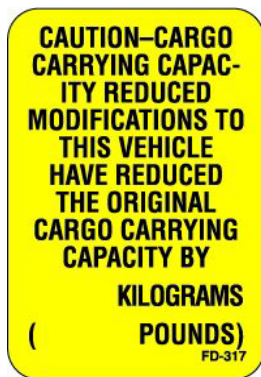 CAUTION–CARGO
CARRYING CAPAC-
ITY REDUCED
MODIFICATIONS TO
THIS VEHICLE
HAVE REDUCED
THE ORIGINAL
CARGO CARRYING
CAPACITY BY
KILOGRAMS
( POUNDS)
FD-317